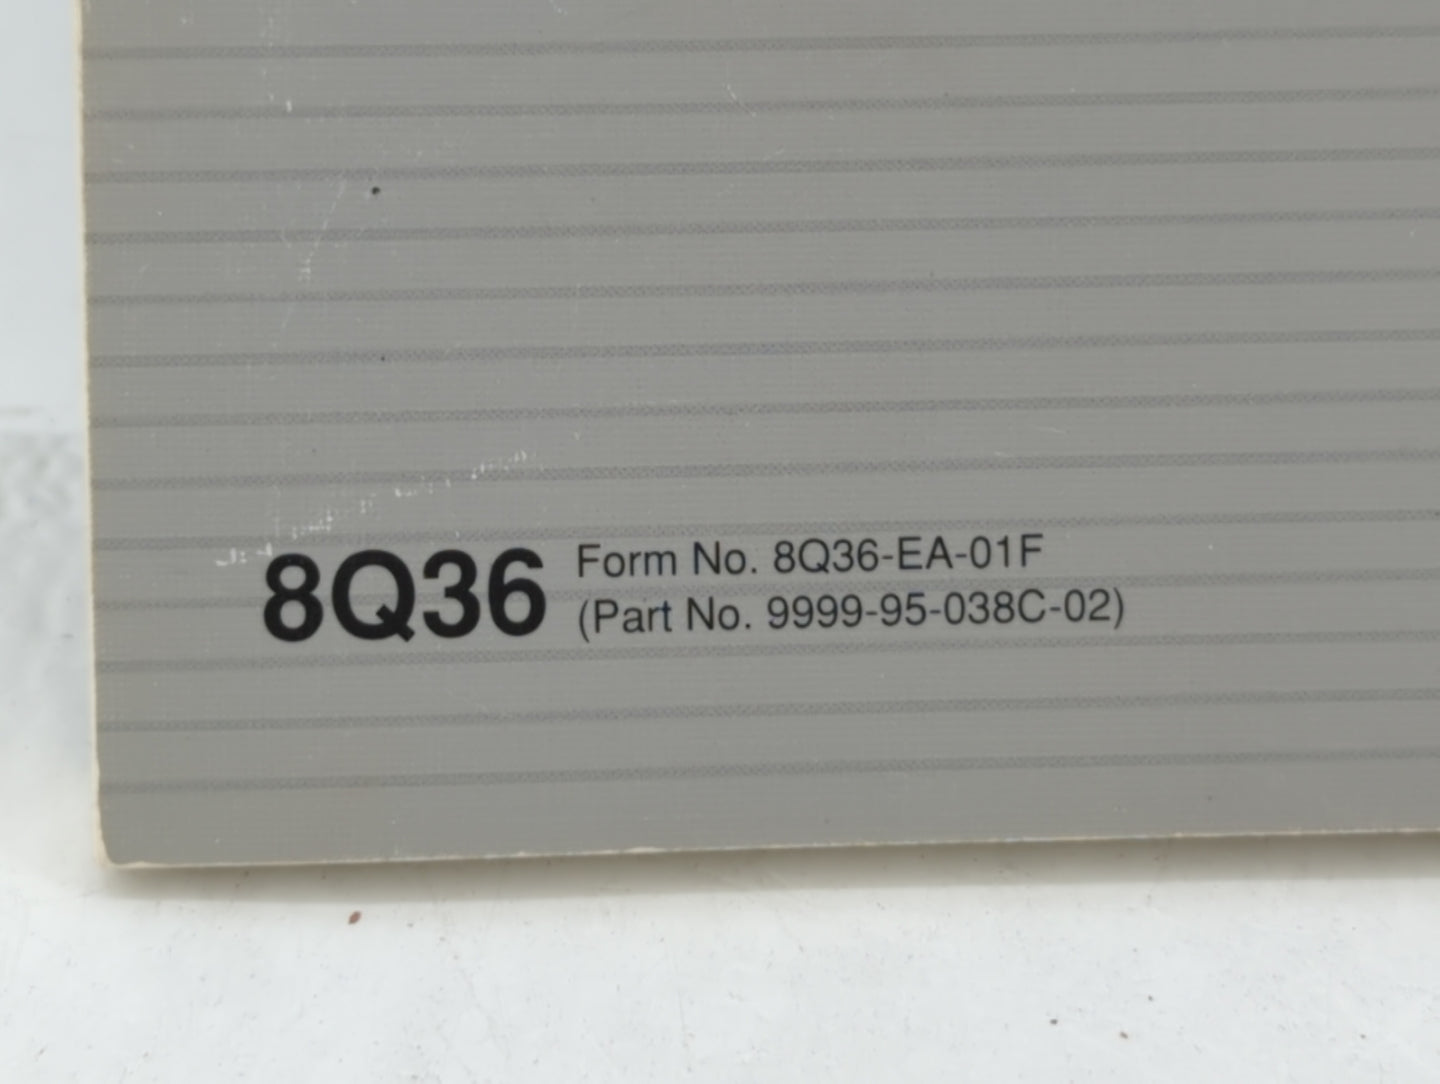 8Q36
Form No. 8Q36-EA-01F
(Part No. 9999-95-038C-02)